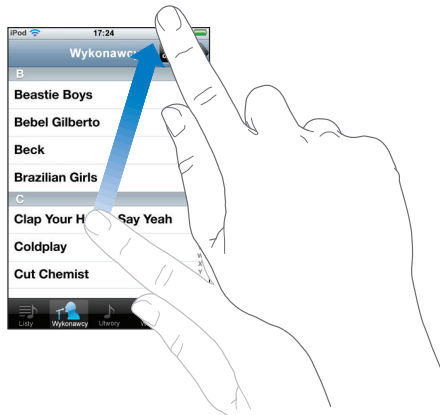 iPod 17:24
Wykonawcy
B
Beastie Boys
Bebel Gilberto
Beck
Brazilian Girls
C
Clap Your H Say Yeah
Coldplay
W
X
Cut Chemist
Y
Listy Wykonawcy Utwory